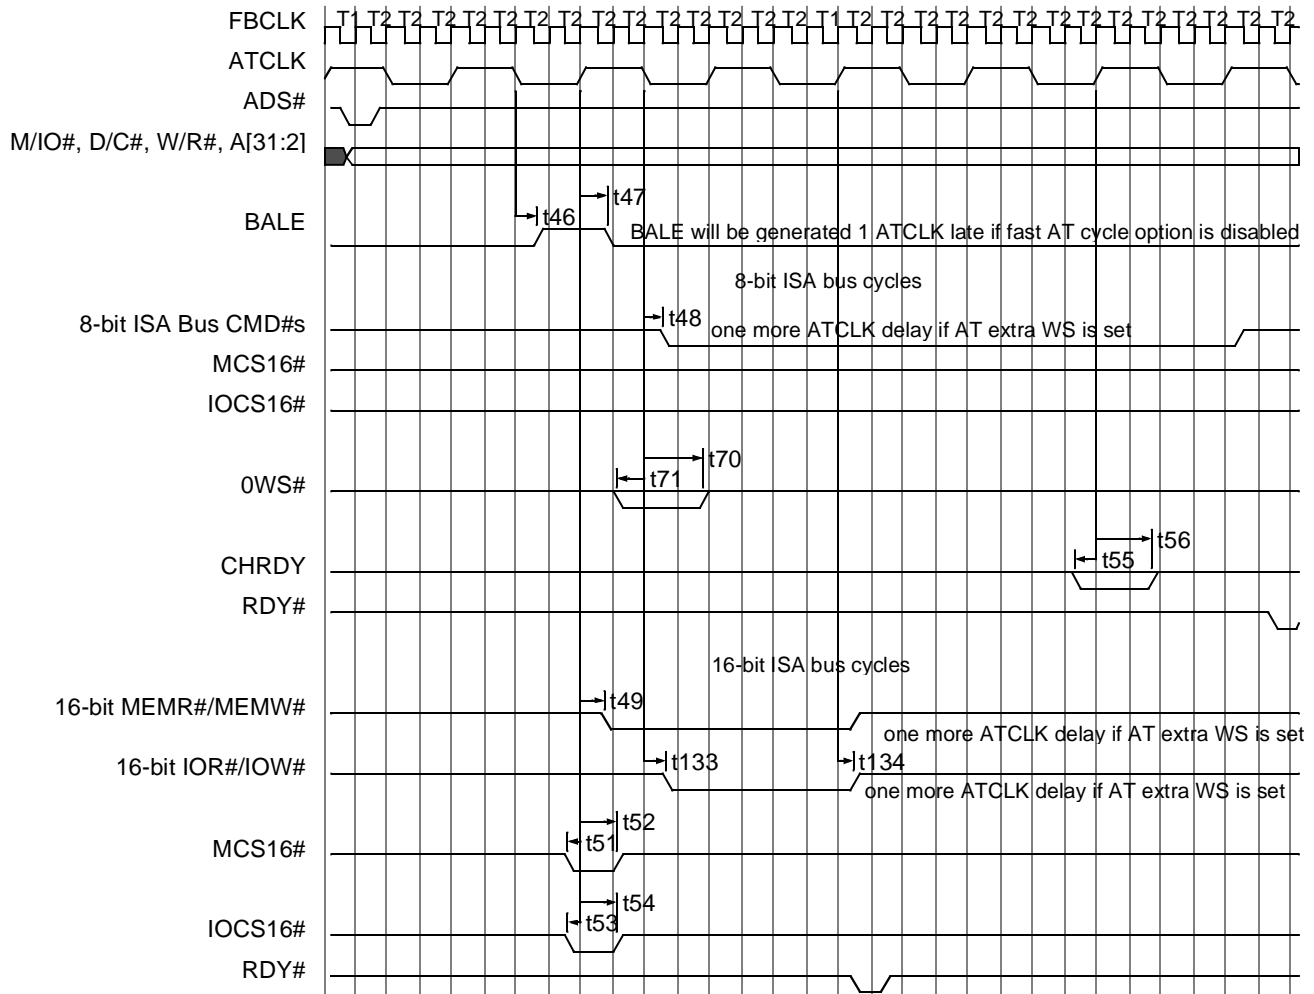 FBCLK T1 T2 T2 T2 T2 T2 T2 T2 T2 T2 T2 T2 T2 T2 T2 T1 T2 T2 T2 T2 T2 T2 T2 T2 T2 T2 T2 T2 T2 T2
ATCLK
ADS#
M/IO#, D/C#, W/R#, A[31:2]
t47
t46
BALE
BALE will be generated 1 ATCLK late if fast AT cycle option is disabled
8-bit ISA bus cycles
t48
8-bit ISA Bus CMD#s
one more ATCLK delay if AT extra WS is set
MCS16#
IOCS16#
t70
t71
0WS#
t56
t55
CHRDY
RDY#
16-bit ISA bus cycles
t49
16-bit MEMR#/MEMW#
one more ATCLK delay if AT extra WS is set
t133
t134
16-bit IOR#/IOW#
one more ATCLK delay if AT extra WS is set
t52
t51
MCS16#
t54
t53
IOCS16#
RDY#